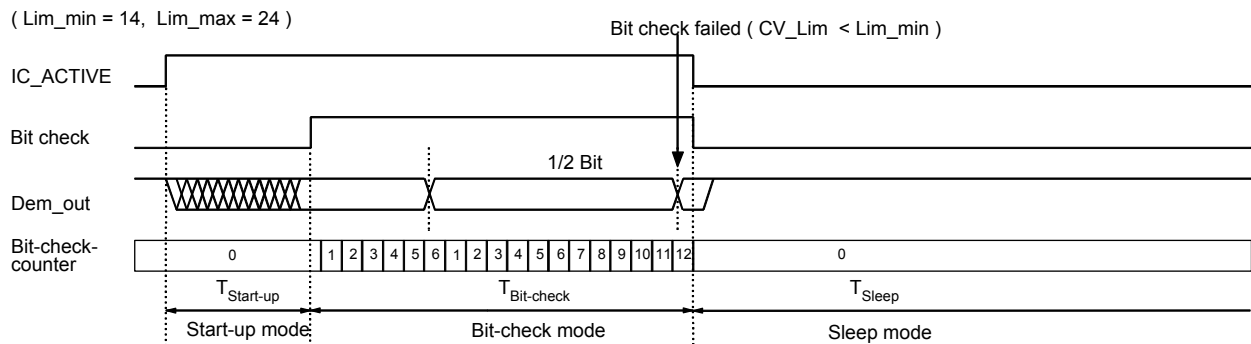 ( Lim_min = 14, Lim_max = 24 )
Bit check failed ( CV_Lim < Lim_min )
IC_ACTIVE
Bit check
1/2 Bit
Dem_out
Bit-check-
counter
0 1 2 3 4 5 6 1 2 3 4 5 6 7 8 9 10 11 12 0
TStart-up TBit-check TSleep
Start-up mode Bit-check mode Sleep mode